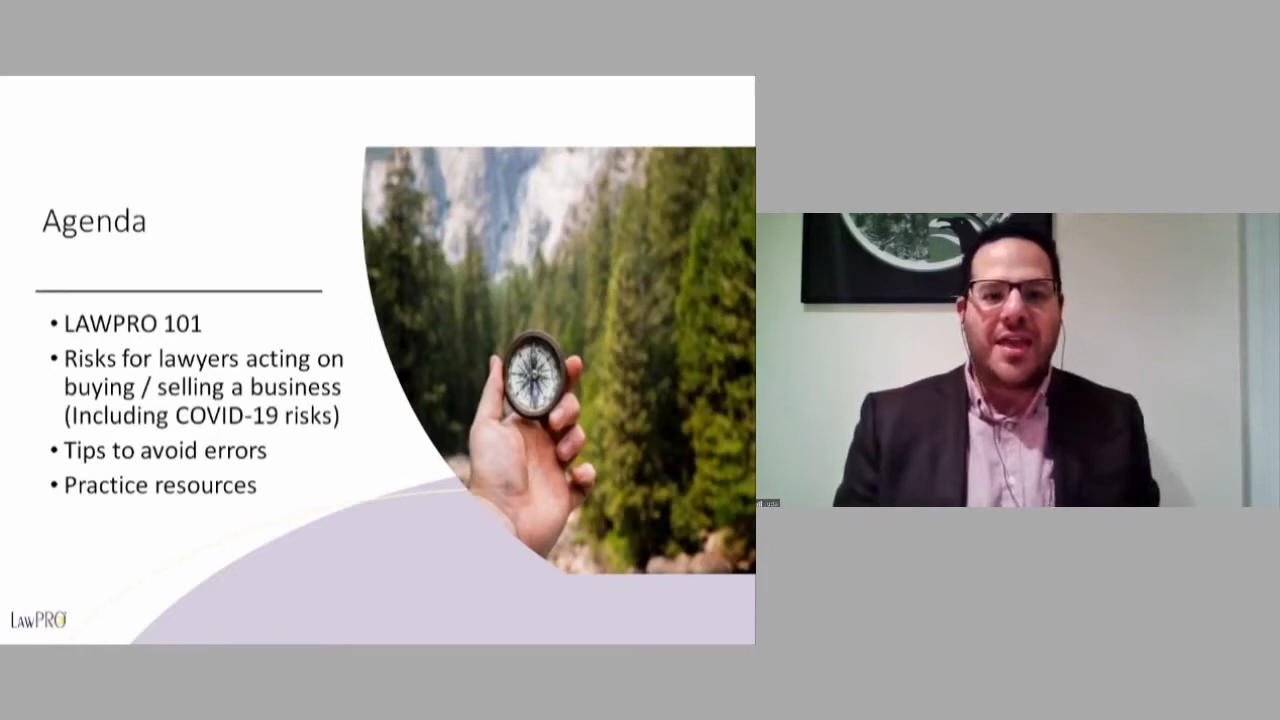 Agenda
• LAWPRO 101
• Risks for lawyers acting on
buying / selling a business
(Including COVID-19 risks)
• Tips to avoid errors
• Practice resources
LAWPRO